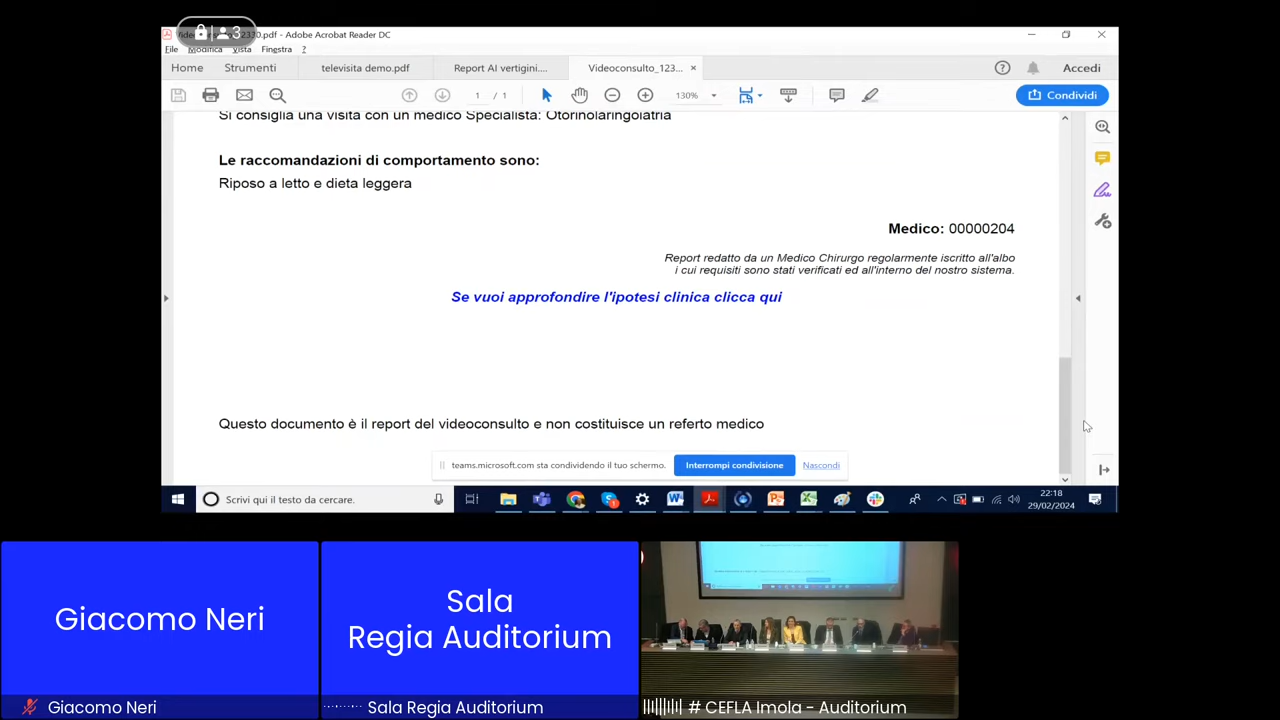 3
2330.pdf - Adobe Acrobat Reader DC
File Modifica Vista Finestra ?
Home Strumenti televisita demo.pdf Report AI vertigini.... Videoconsulto_123... × Accedi
1 / 1 130% Condividi
Si consiglia una visita con un medico Specialista: Otorinolaringoiatria
Le raccomandazioni di comportamento sono:
Riposo a letto e dieta leggera
Medico: 00000204
Report redatto da un Medico Chirurgo regolarmente iscritto all'albo
i cui requisiti sono stati verificati ed all'interno del nostro sistema.
Se vuoi approfondire l'ipotesi clinica clicca qui
Questo documento è il report del videoconsulto e non costituisce un referto medico
teams.microsoft.com sta condividendo il tuo schermo. Interrompi condivisione Nascondi
Scrivi qui il testo da cercare.
22:18
29/02/2024
Giacomo Neri
Sala
Regia Auditorium
Giacomo Neri
Sala Regia Auditorium
# CEFLA Imola - Auditorium